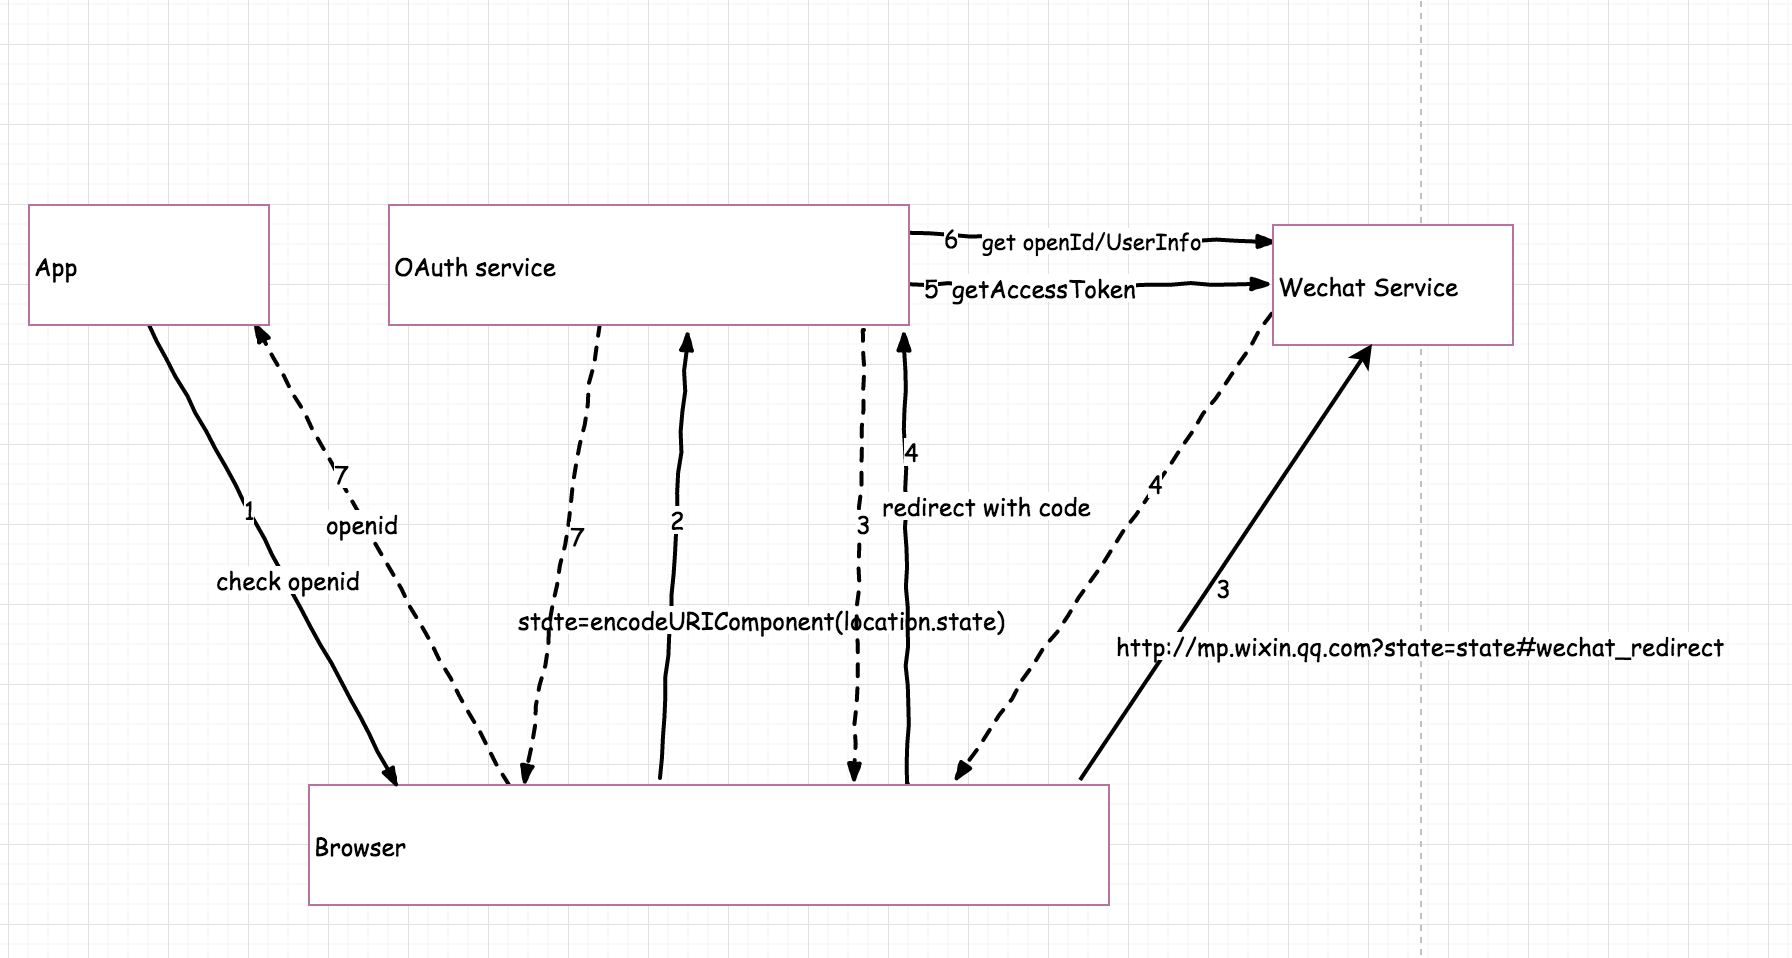 App
OAuth service
6
get openId/UserInfo
5
getAccessToken
Wechat Service
4
7
openid
1
check openid
7
2
3
redirect with code
4
3
state=encodeURIComponent(location.state)
http://mp.wixin.qq.com?state=state#wechat_redirect
Browser